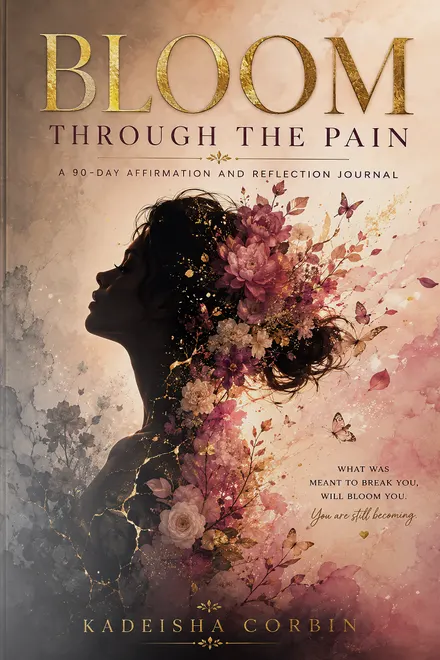 BLOOM
THROUGH THE PAIN
A 90-DAY AFFIRMATION AND REFLECTION JOURNAL
WHAT WAS
MEANT TO BREAK YOU,
WILL BLOOM YOU.
You are still becoming.
KADEISHA CORBIN